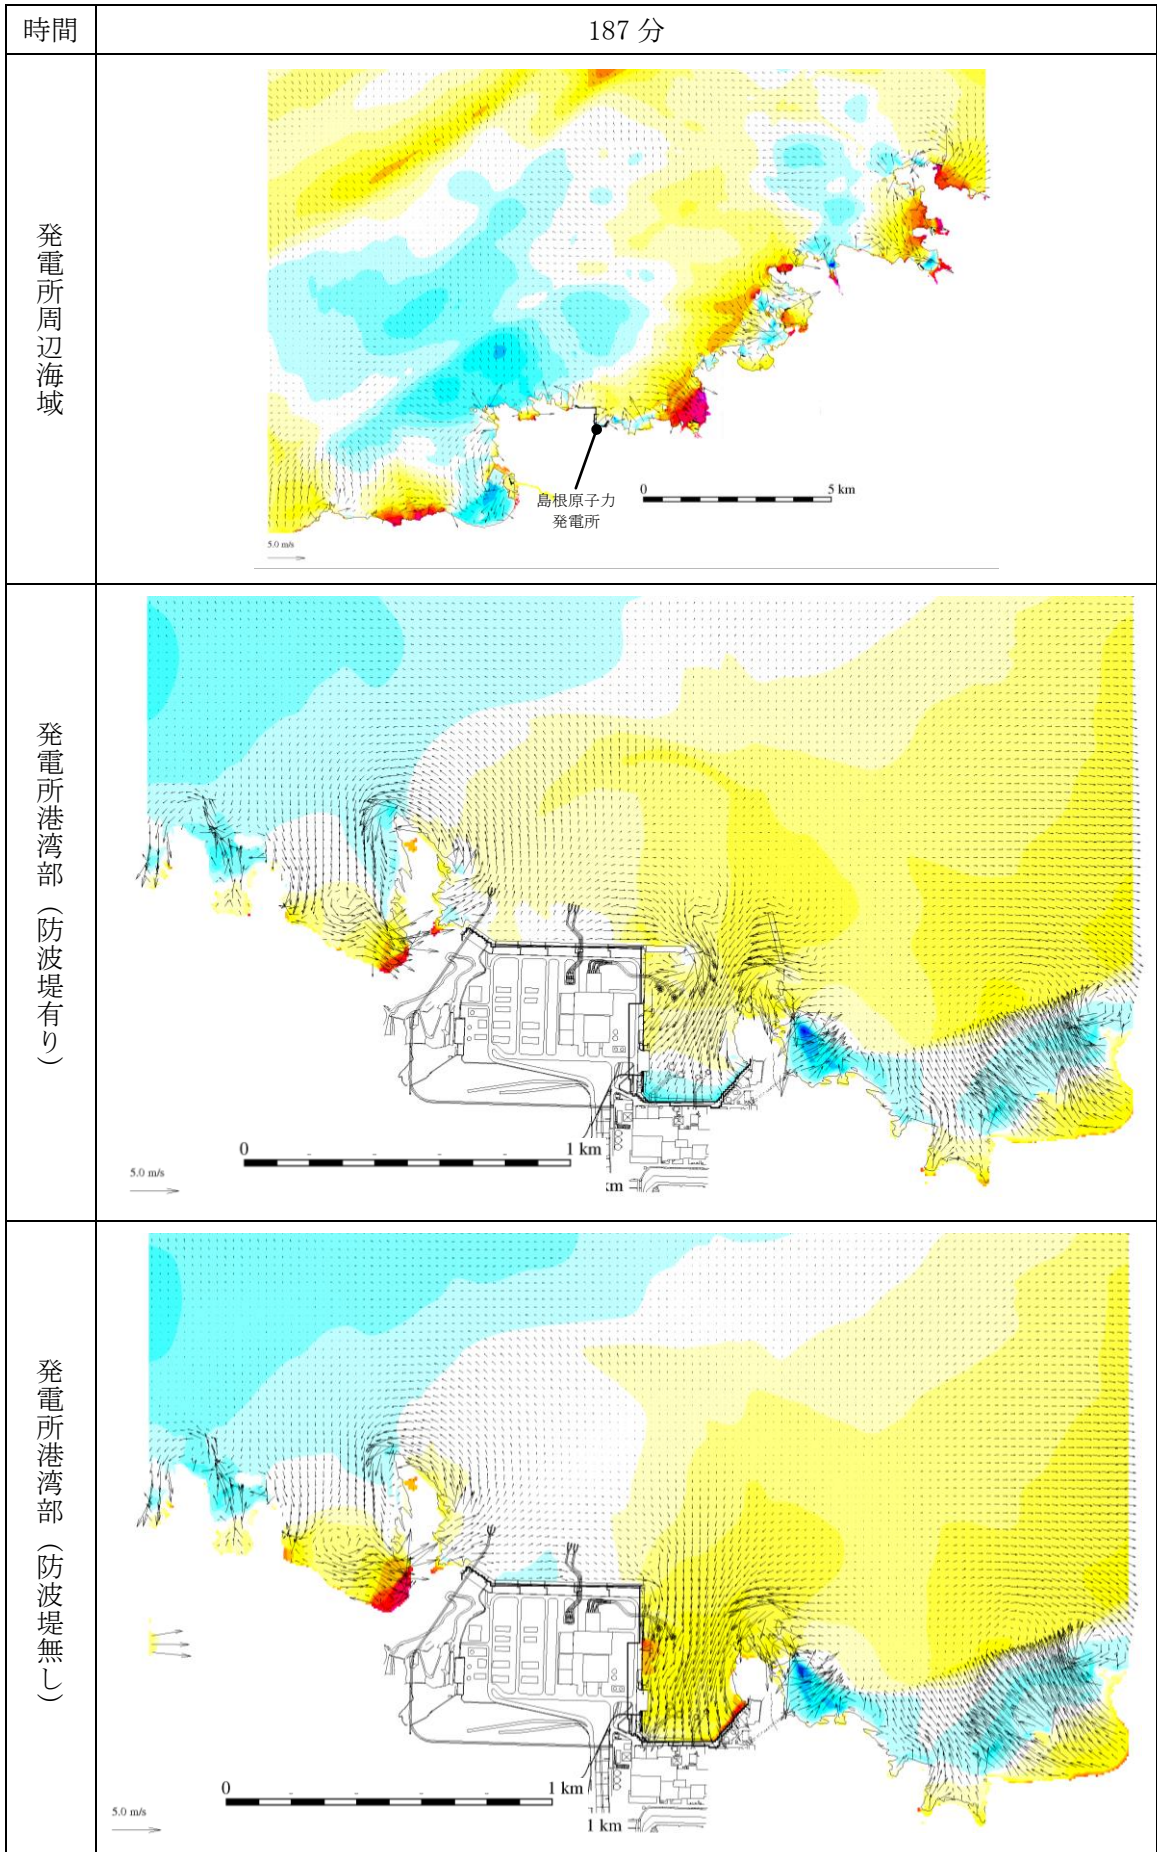 時間
187 分
発電所周辺海域
島根原子力
発電所
0
5 km
5.0 m/s
発電所港湾部（防波堤有り）
0
1 km
km
5.0 m/s
発電所港湾部（防波堤無し）
0
1 km
1 km
5.0 m/s